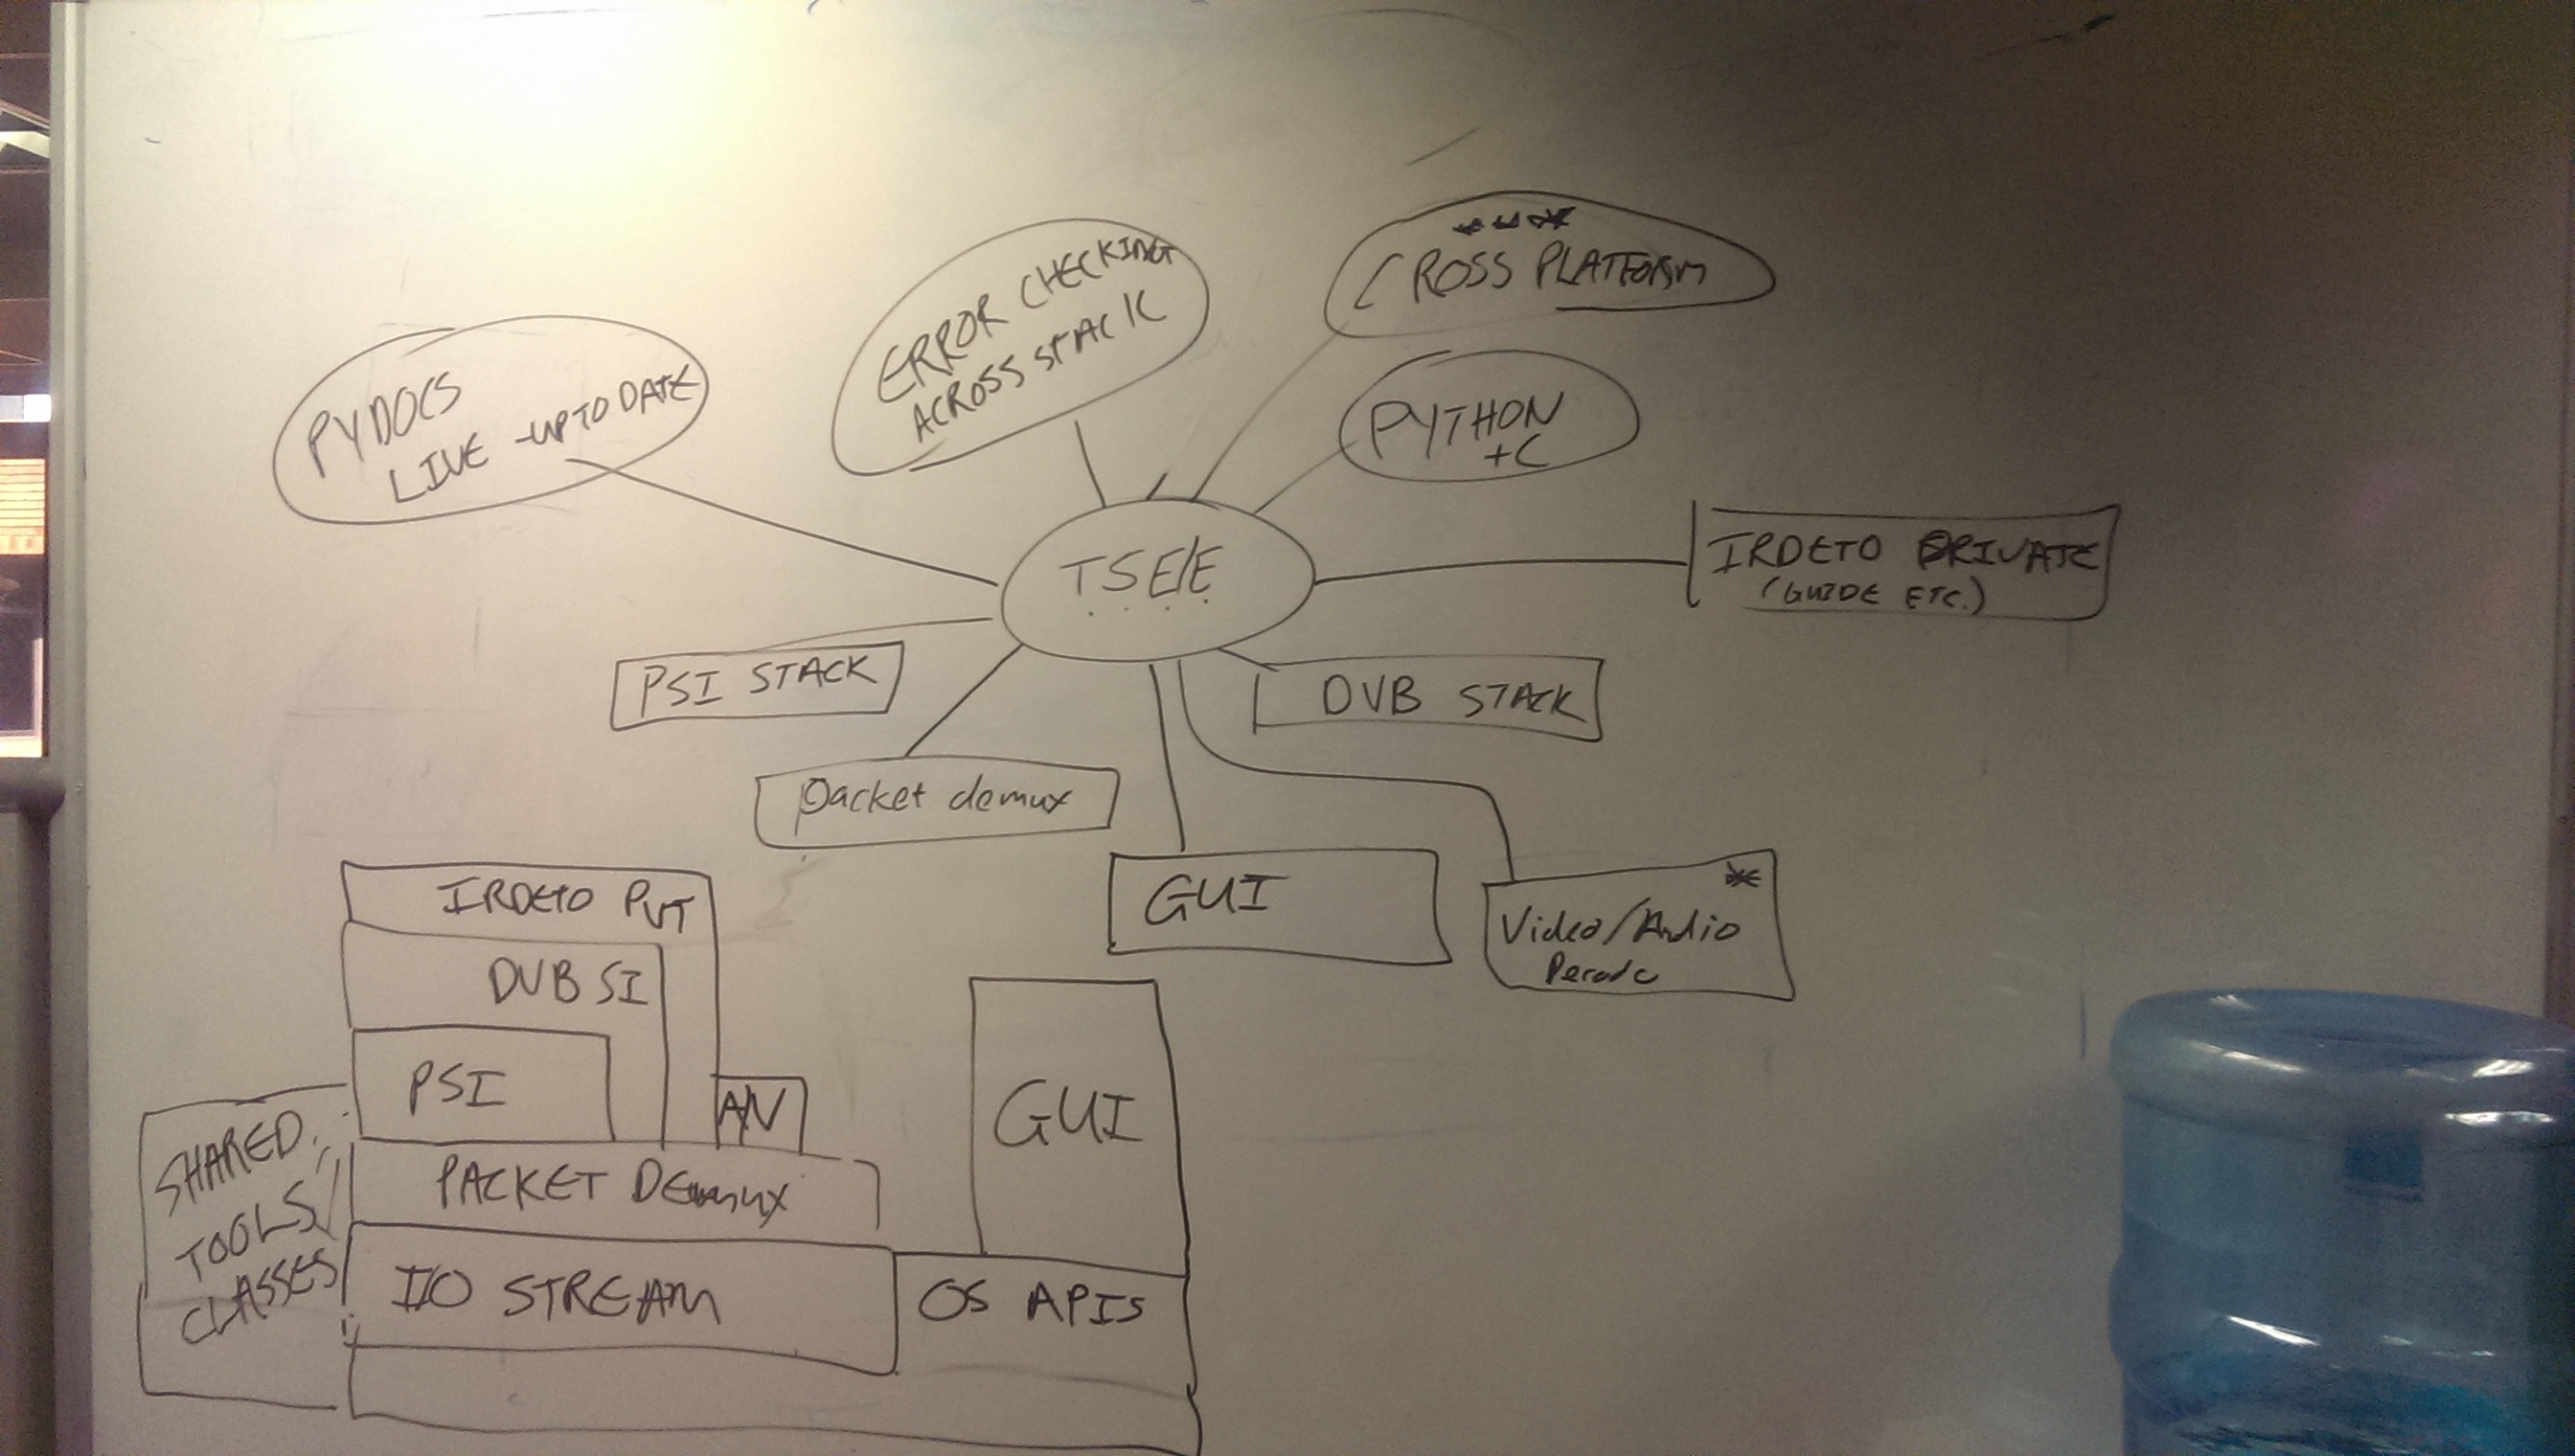 *** 
CROSS PLATFORM
ERROR CHECKING
ACROSS STACK
PYDOCS
LIVE -UP TO DATE
PYTHON
+C
TSE/E
IRDETO PRIVATE
(GUIDE ETC.)
PSI STACK
DVB STACK
packet demux
GUI
*
Video/Audio
IRDETO PVT
DVB SI
PSI
A/V
GUI
SHARED
TOOLS/
CLASSES
PACKET DEMUX
I/O STREAM
OS APIS